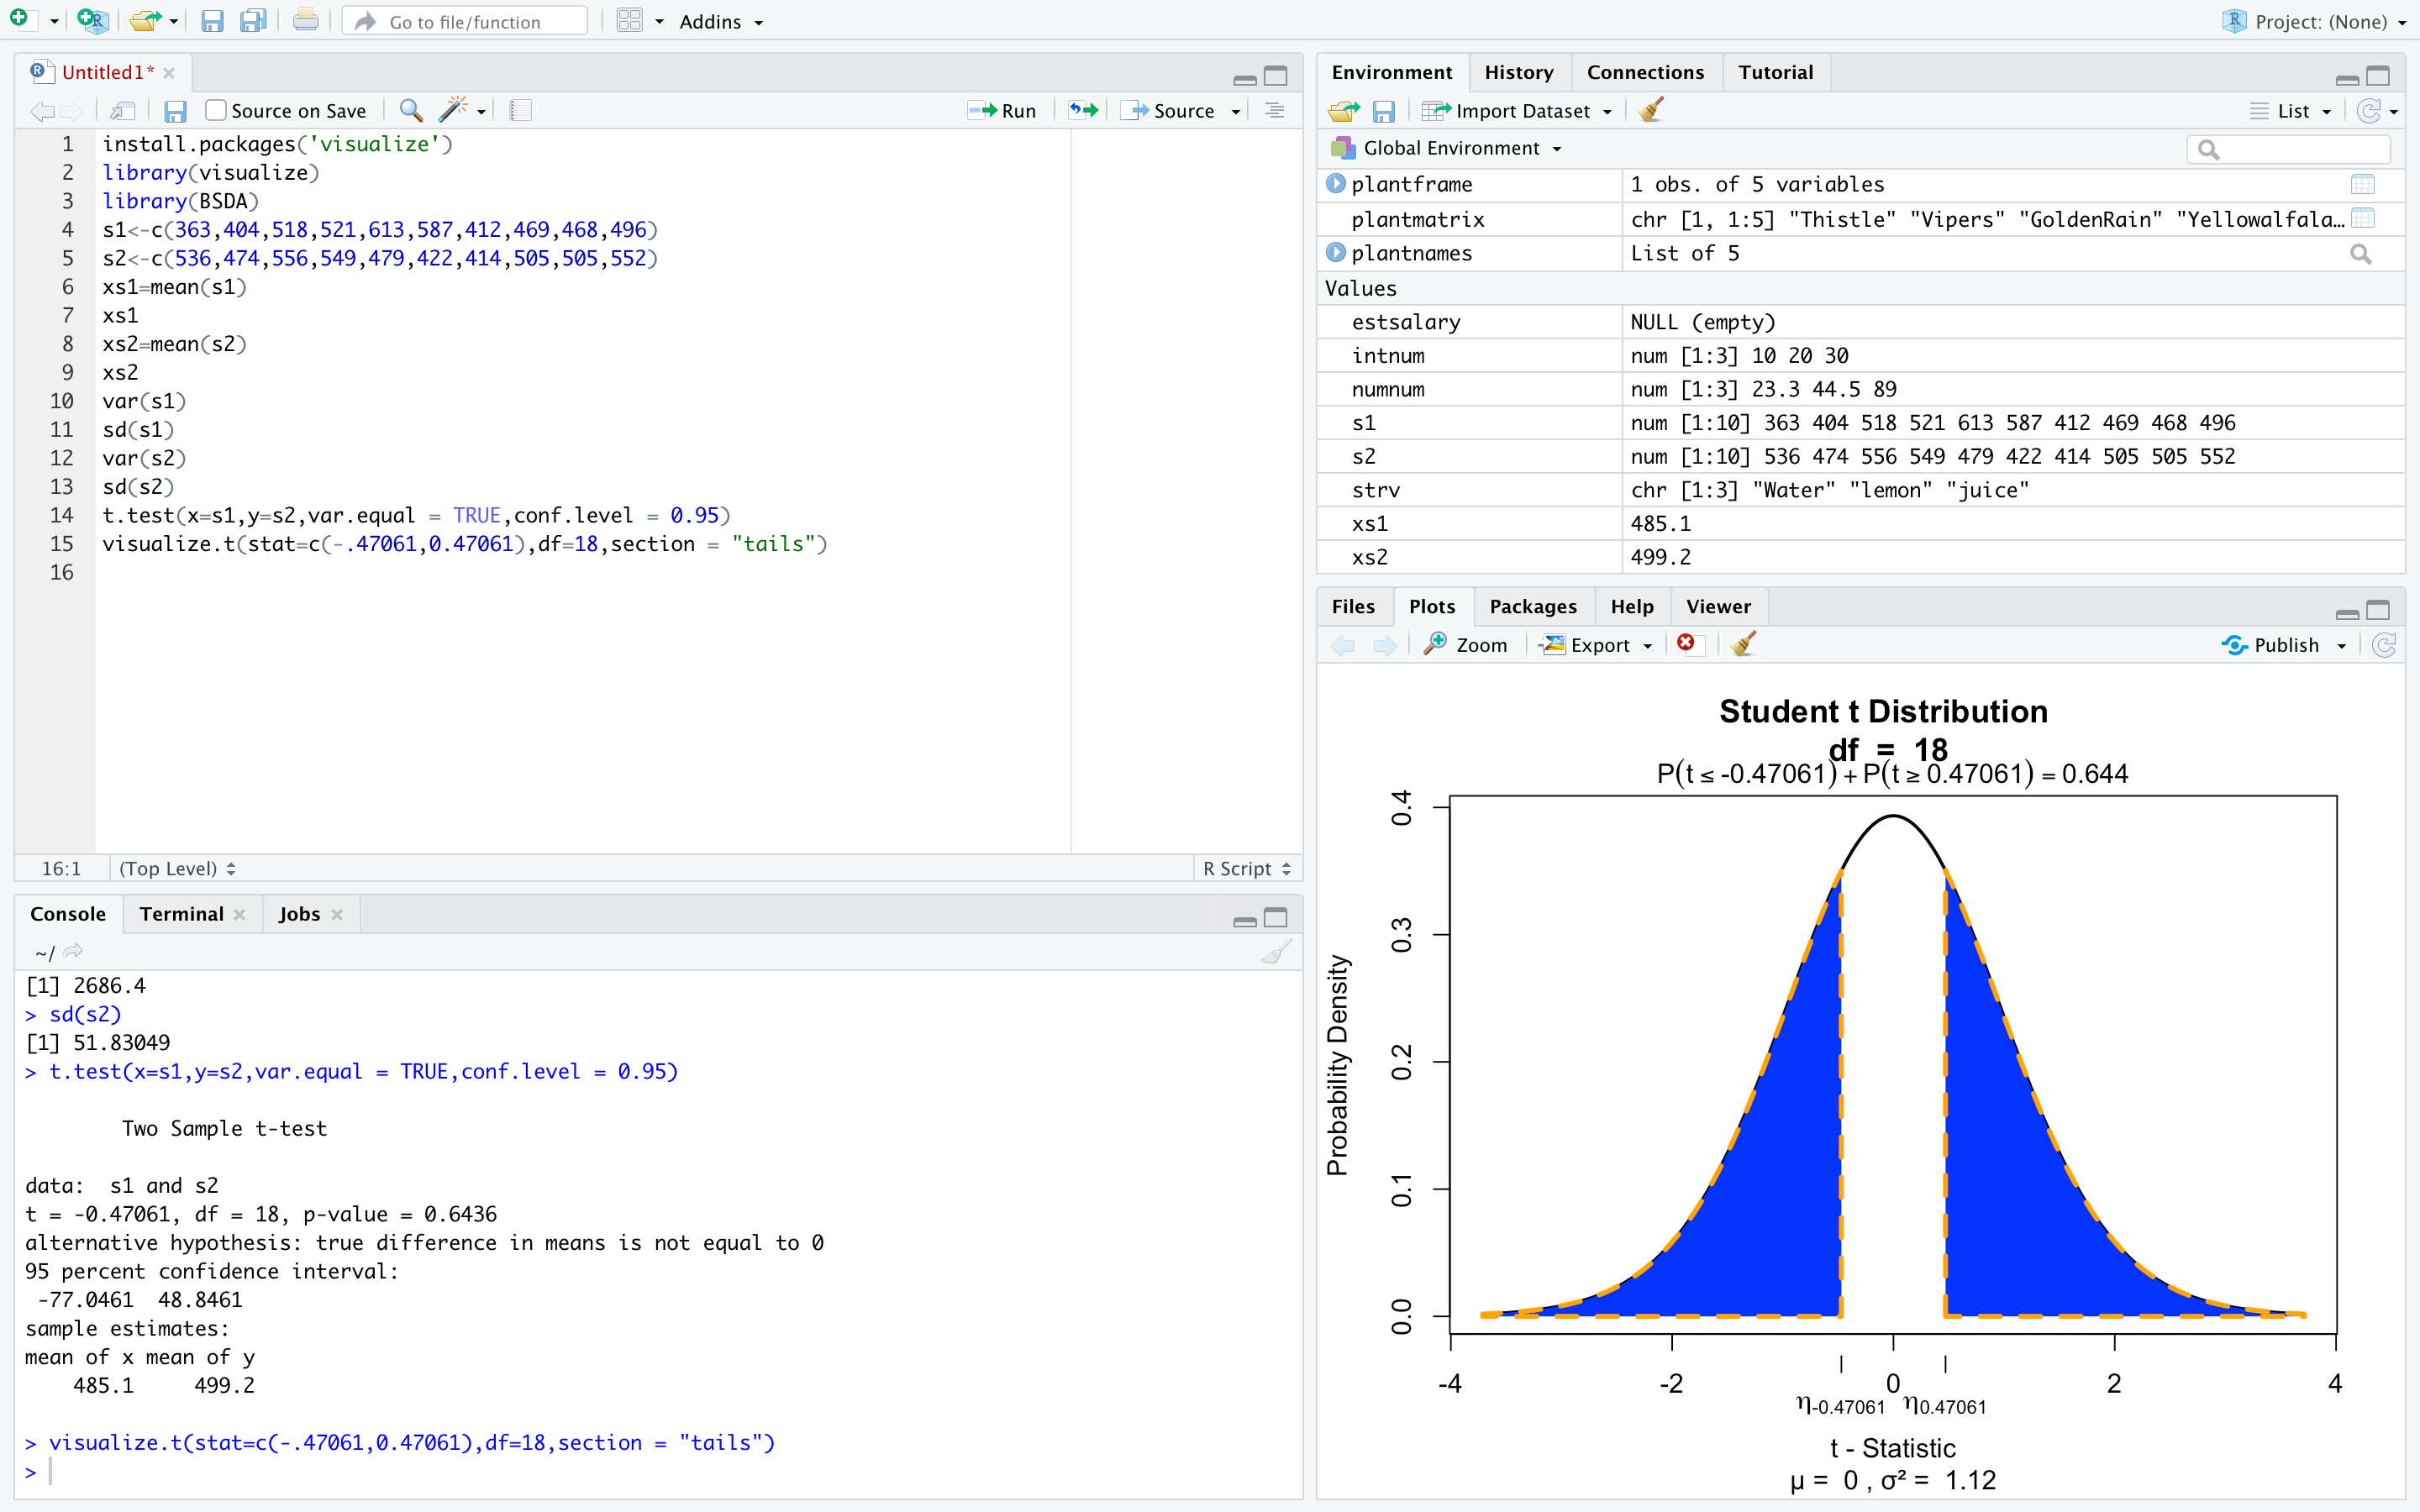 Go to file/function
Addins
Project: (None)
Untitled1*
Source on Save
Run
Source
1 install.packages('visualize')
2 library(visualize)
3 library(BSDA)
4 s1<-c(363,404,518,521,613,587,412,469,468,496)
5 s2<-c(536,474,556,549,479,422,414,505,505,552)
6 xs1=mean(s1)
7 xs1
8 xs2=mean(s2)
9 xs2
10 var(s1)
11 sd(s1)
12 var(s2)
13 sd(s2)
14 t.test(x=s1,y=s2,var.equal = TRUE,conf.level = 0.95)
15 visualize.t(stat=c(-.47061,0.47061),df=18,section = "tails")
16
16:1 (Top Level) R Script
Console Terminal Jobs
~/
[1] 2686.4
> sd(s2)
[1] 51.83049
> t.test(x=s1,y=s2,var.equal = TRUE,conf.level = 0.95)
Two Sample t-test
data:  s1 and s2
t = -0.47061, df = 18, p-value = 0.6436
alternative hypothesis: true difference in means is not equal to 0
95 percent confidence interval:
-77.0461  48.8461
sample estimates:
mean of x mean of y
485.1     499.2
> visualize.t(stat=c(-.47061,0.47061),df=18,section = "tails")
>
Environment History Connections Tutorial
Import Dataset
List
Global Environment
plantframe 1 obs. of 5 variables
plantmatrix chr [1, 1:5] "Thistle" "Vipers" "GoldenRain" "Yellowalfala…
plantnames List of 5
Values
estsalary NULL (empty)
intnum num [1:3] 10 20 30
numnum num [1:3] 23.3 44.5 89
s1 num [1:10] 363 404 518 521 613 587 412 469 468 496
s2 num [1:10] 536 474 556 549 479 422 414 505 505 552
strv chr [1:3] "Water" "lemon" "juice"
xs1 485.1
xs2 499.2
Files Plots Packages Help Viewer
Zoom Export Publish
Student t Distribution
df = 18
P(t ≤ -0.47061) + P(t ≥ 0.47061) = 0.644
Probability Density
0.4
0.3
0.2
0.1
0.0
-4 -2 0 2 4
η-0.47061 η0.47061
t - Statistic
μ = 0 , σ² = 1.12